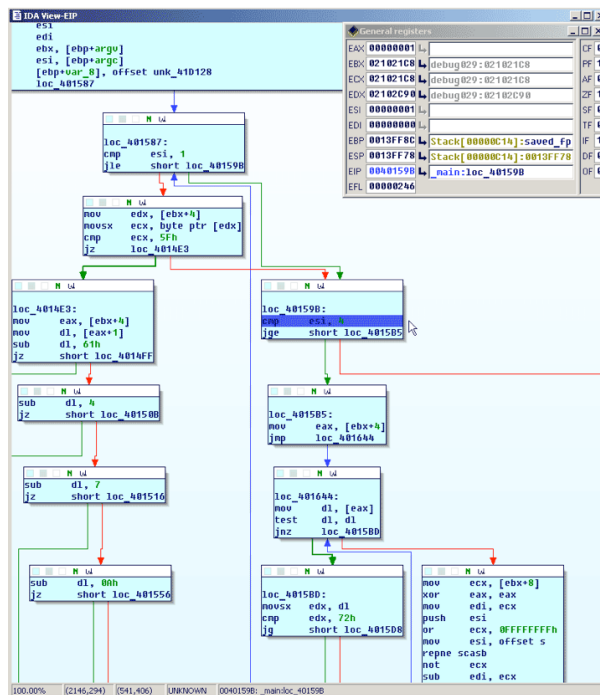 IDA View-EIP
esi
edi
ebx, [ebp+argv]
esi, [ebp+argc]
[ebp+var_8], offset unk_41D128
loc_401587
General registers
EAX 00000001
EBX 021021C8 debug029:021021C8
ECX 021021C8 debug029:021021C8
EDX 02102C90 debug029:02102C90
ESI 00000001
EDI 00000000
EBP 0013FF8C Stack[00000C14]:saved_fp
ESP 0013FF78 Stack[00000C14]:0013FF78
EIP 0040159B _main:loc_40159B
EFL 00000246
CF
PF
AF
ZF
SF
TF
IF
DF
OF
loc_401587:
cmp esi, 1
jle short loc_40159B
mov edx, [ebx+4]
movsx ecx, byte ptr [edx]
cmp ecx, 5Fh
jz loc_4014E3
loc_4014E3:
mov eax, [ebx+4]
mov dl, [eax+1]
sub dl, 61h
jz short loc_4014FF
loc_40159B:
cmp esi, 4
jge short loc_4015B5
sub dl, 4
jz short loc_40150B
loc_4015B5:
mov eax, [ebx+4]
jmp loc_401644
sub dl, 7
jz short loc_401516
loc_401644:
mov dl, [eax]
test dl, dl
jnz loc_4015BD
sub dl, 0Ah
jz short loc_401556
loc_4015BD:
movsx edx, dl
cmp edx, 72h
jg short loc_4015D8
mov ecx, [ebx+8]
xor eax, eax
mov edi, ecx
push esi
or ecx, 0FFFFFFFFh
mov esi, offset s
repne scasb
not ecx
sub edi, ecx
100.00% (2146,294) (541,406) UNKNOWN 0040159B: _main:loc_40159B